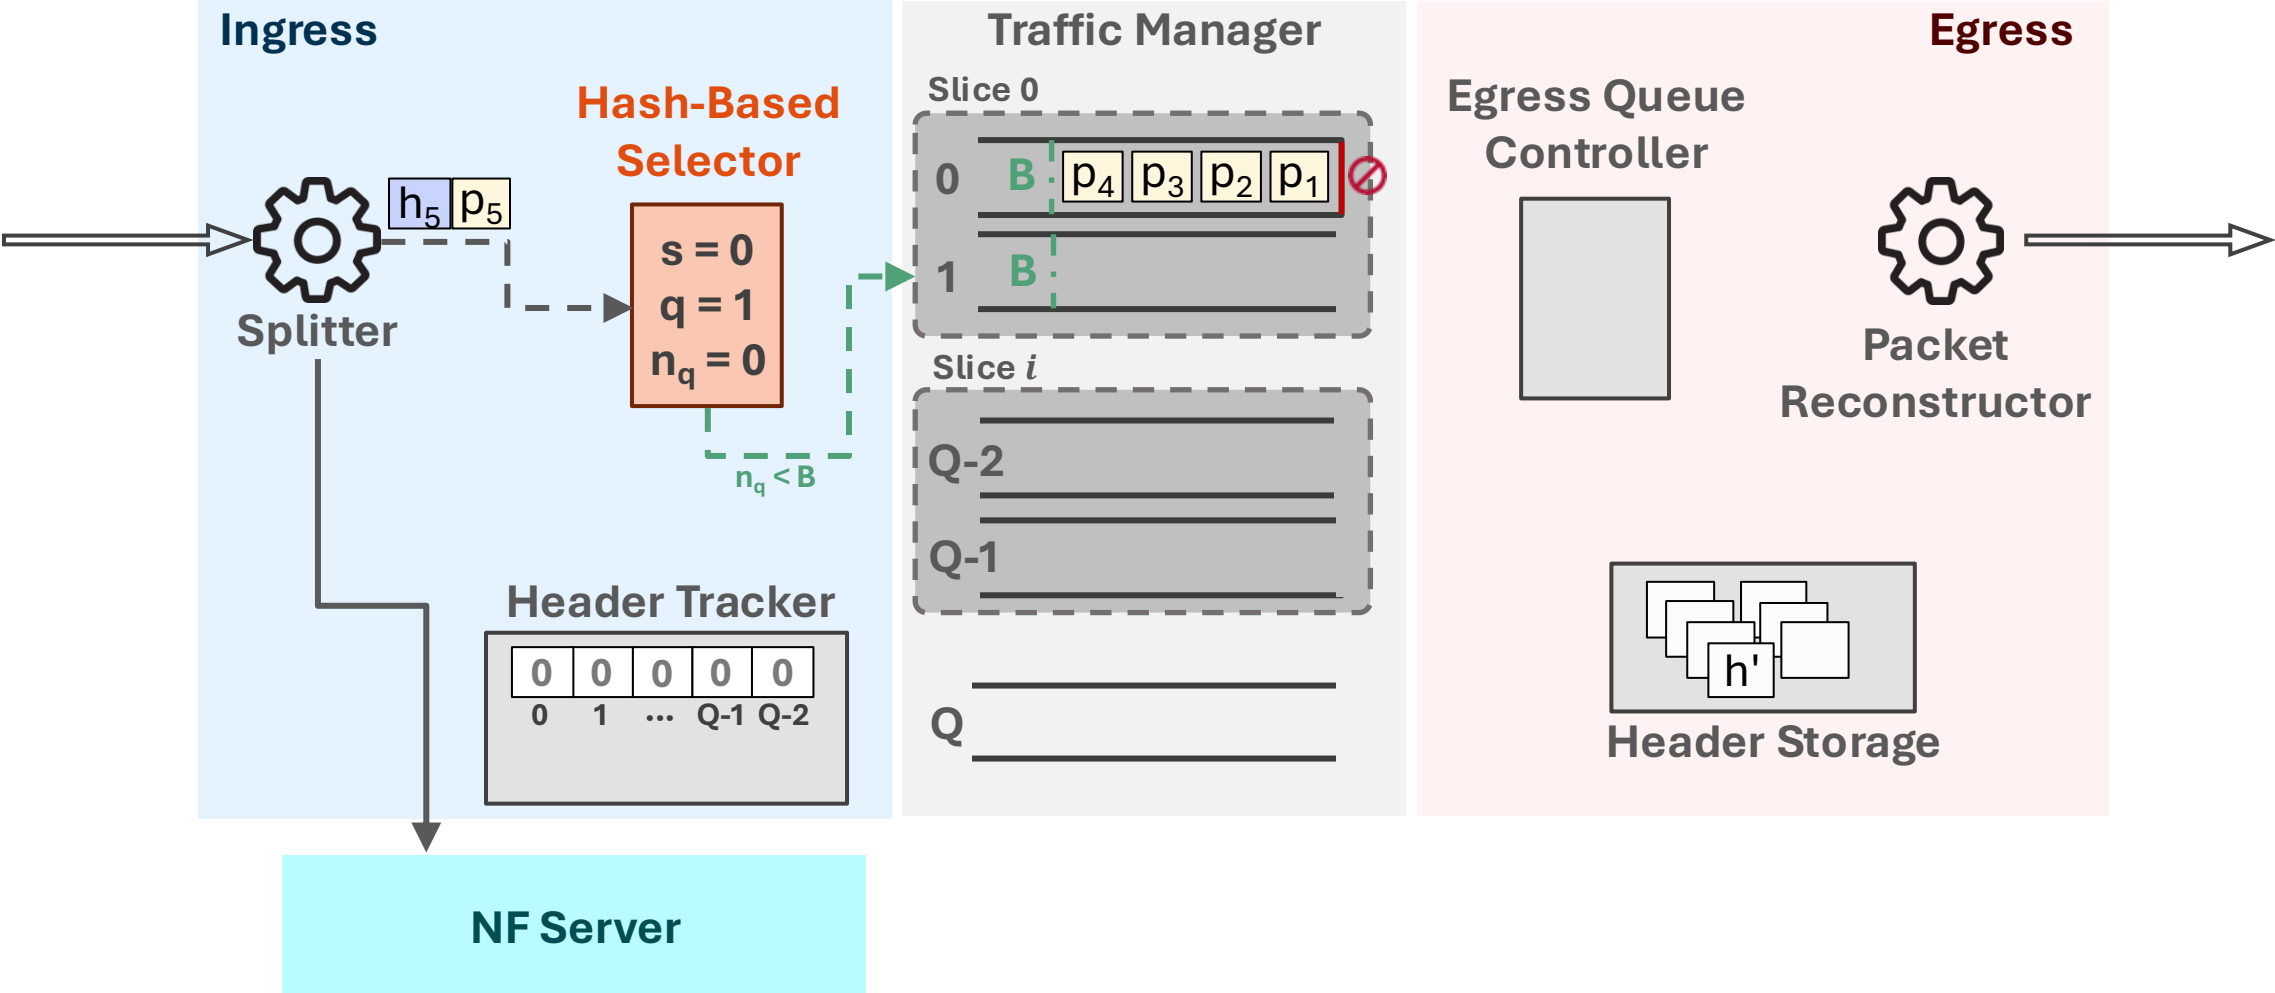 Ingress
Traffic Manager
Egress
Hash-Based
Selector
Slice 0
Egress Queue
Controller
h5 p5
0 B p4 p3 p2 p1
s = 0
q = 1
nq = 0
1 B
Splitter
nq < B
Slice i
Packet
Reconstructor
Q-2
Q-1
Header Tracker
0 0 0 0 0
0 1 ... Q-1 Q-2
h'
Q
Header Storage
NF Server